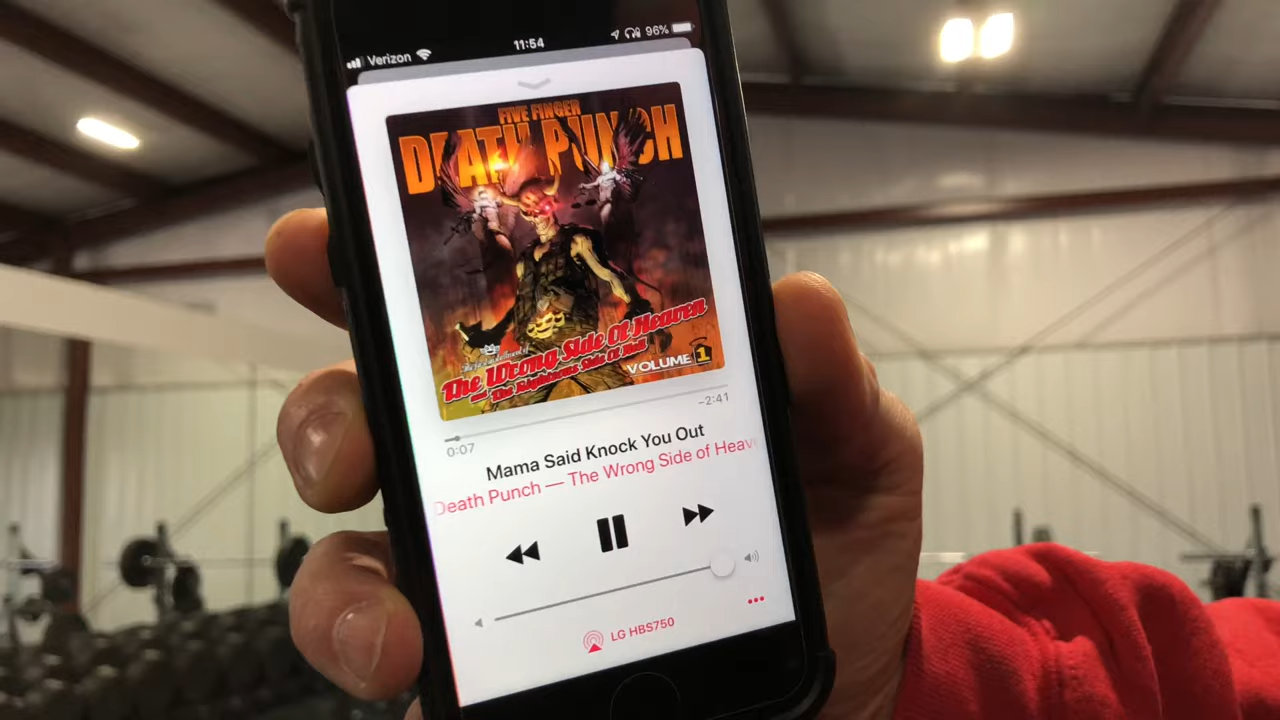 Verizon 11:54 96%
FIVE FINGER
DEATH PUNCH
The Wrong Side Of Heaven
and The Righteous Side Of Hell
VOLUME 1
0:07 -2:41
Mama Said Knock You Out
Death Punch — The Wrong Side of Heav
LG HBS750